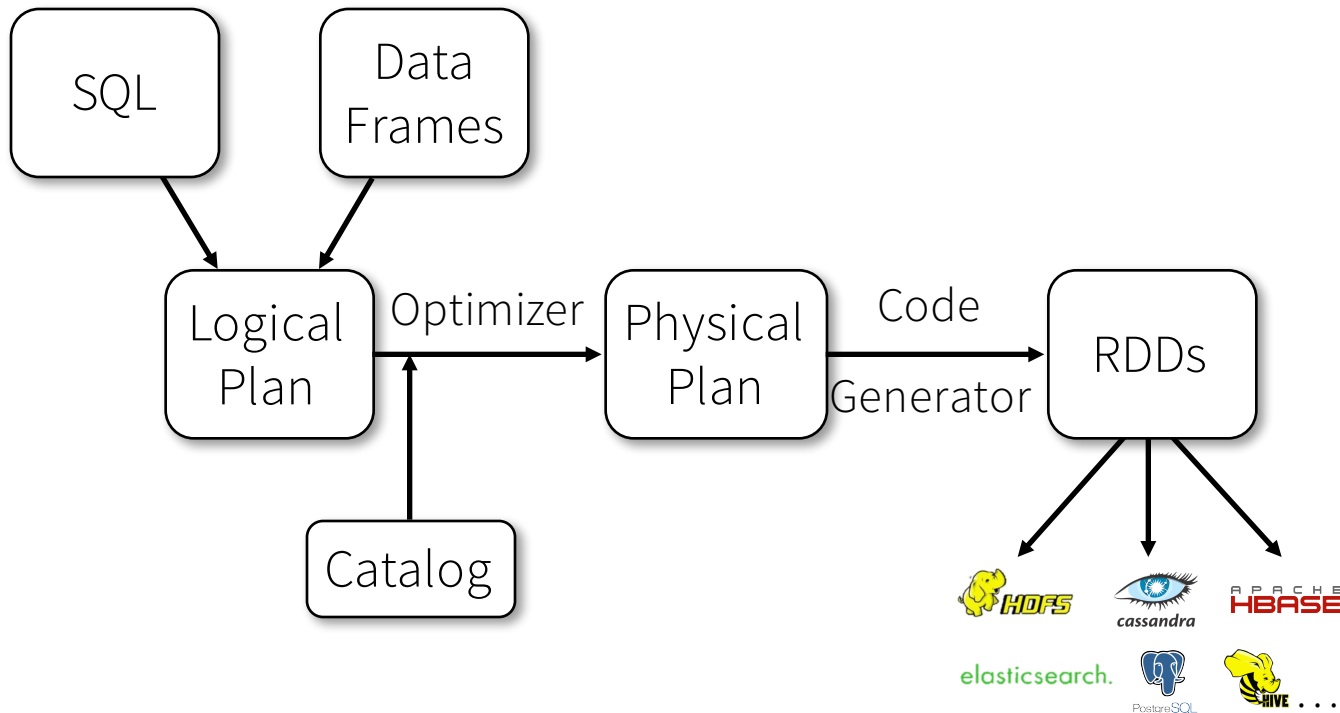 SQL
Data
Frames
Logical
Plan
Optimizer
Physical
Plan
Code
Generator
RDDs
Catalog
HDFS
cassandra
APACHE
HBASE
elasticsearch.
PostgreSQL
HIVE
. . .